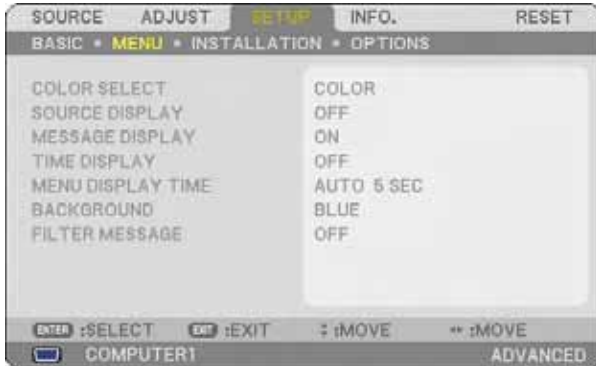 SOURCE ADJUST SETUP INFO. RESET
BASIC • MENU • INSTALLATION • OPTIONS
COLOR SELECT COLOR
SOURCE DISPLAY OFF
MESSAGE DISPLAY ON
TIME DISPLAY OFF
MENU DISPLAY TIME AUTO 5 SEC
BACKGROUND BLUE
FILTER MESSAGE OFF
ENTER :SELECT EXIT :EXIT ↕ :MOVE ↔ :MOVE
COMPUTER1 ADVANCED